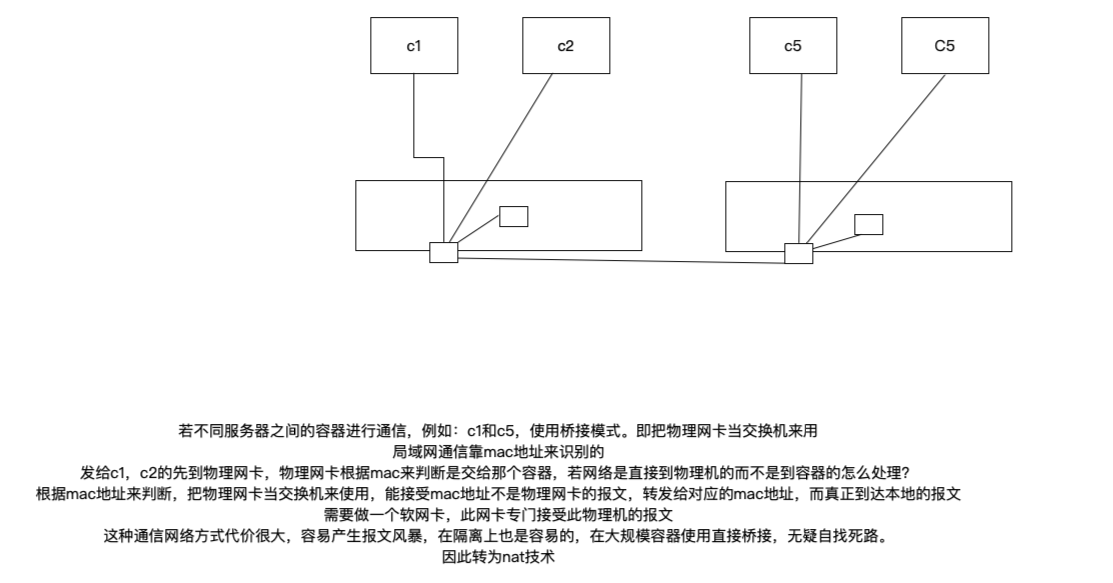 c1
c2
c5
C5
若不同服务器之间的容器进行通信，例如：c1和c5，使用桥接模式。即把物理网卡当交换机来用
局域网通信靠mac地址来识别的
发给c1，c2的先到物理网卡，物理网卡根据mac来判断是交给那个容器，若网络是直接到物理机的而不是到容器的怎么处理？
根据mac地址来判断，把物理网卡当交换机来使用，能接受mac地址不是物理网卡的报文，转发给对应的mac地址，而真正到达本地的报文
需要做一个软网卡，此网卡专门接受此物理机的报文
这种通信网络方式代价很大，容易产生报文风暴，在隔离上也是容易的，在大规模容器使用直接桥接，无疑自找死路。
因此转为nat技术